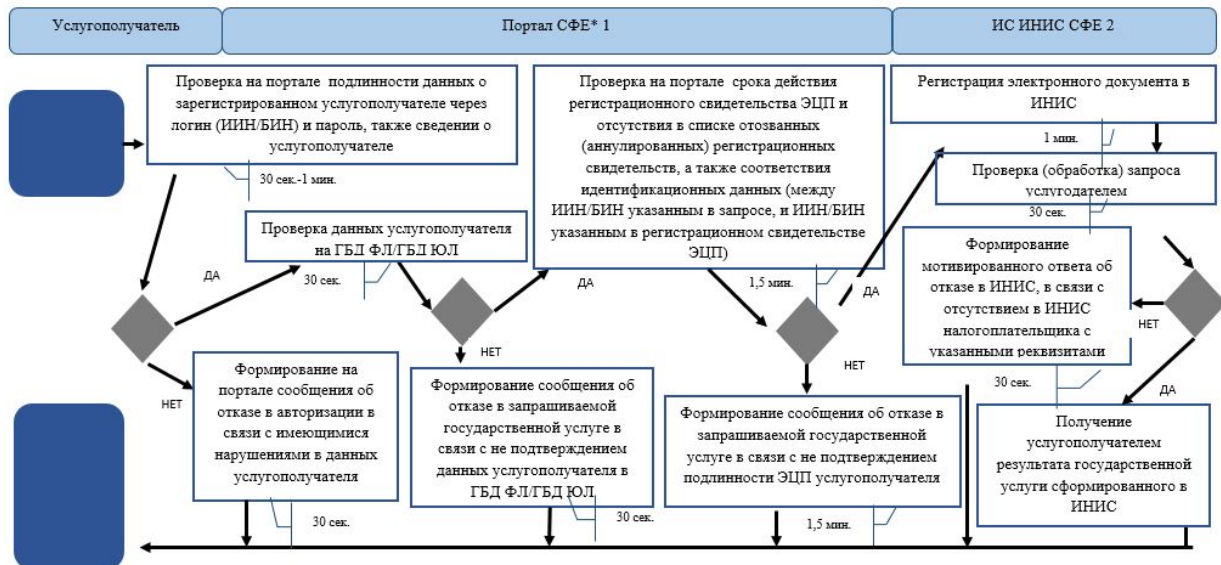 Услугополучатель
Портал СФЕ* 1
ИС ИНИС СФЕ 2
Проверка на портале подлинности данных о
зарегистрированном услугополучателе через
логин (ИИН/БИН) и пароль, также сведении о
услугополучателе
30 сек.-1 мин.
Проверка данных услугополучателя
на ГБД ФЛ/ГБД ЮЛ
30 сек.
ДА
НЕТ
Формирование на
портале сообщения об
отказе в авторизации в
связи с имеющимися
нарушениями в данных
услугополучателя
30 сек.
Проверка на портале срока действия
регистрационного свидетельства ЭЦП и
отсутствия в списке отозванных
(аннулированных) регистрационных
свидетельств, а также соответствия
идентификационных данных (между
ИИН/БИН указанным в запросе, и ИИН/БИН
указанным в регистрационном свидетельстве
ЭЦП)
1,5 мин.
ДА
НЕТ
Формирование сообщения об
отказе в запрашиваемой
государственной услуге в
связи с не подтверждением
данных услугополучателя в
ГБД ФЛ/ГБД ЮЛ
30 сек.
ДА
НЕТ
Формирование сообщения об отказе в
запрашиваемой государственной
услуге в связи с не подтверждением
подлинности ЭЦП услугополучателя
1,5 мин.
Регистрация электронного документа в
ИНИС
1 мин.
Проверка (обработка) запроса
услугодателем
30 сек.
Формирование
мотивированного ответа об
отказе в ИНИС, в связи с
отсутствием в ИНИС
налогоплательщика с
указанными реквизитами
НЕТ
30 сек.
ДА
Получение
услугополучателем
результата государственной
услуги сформированного в
ИНИС